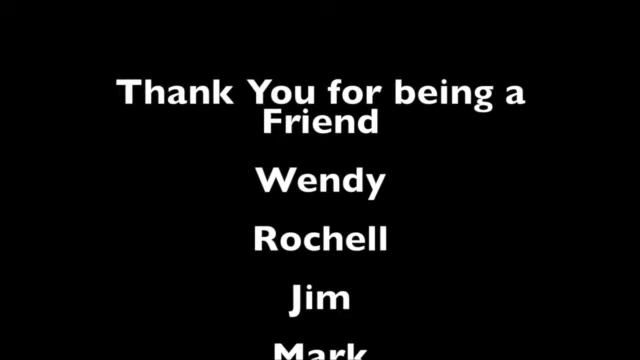 Thank You for being a
Friend
Wendy
Rochell
Jim
Mark